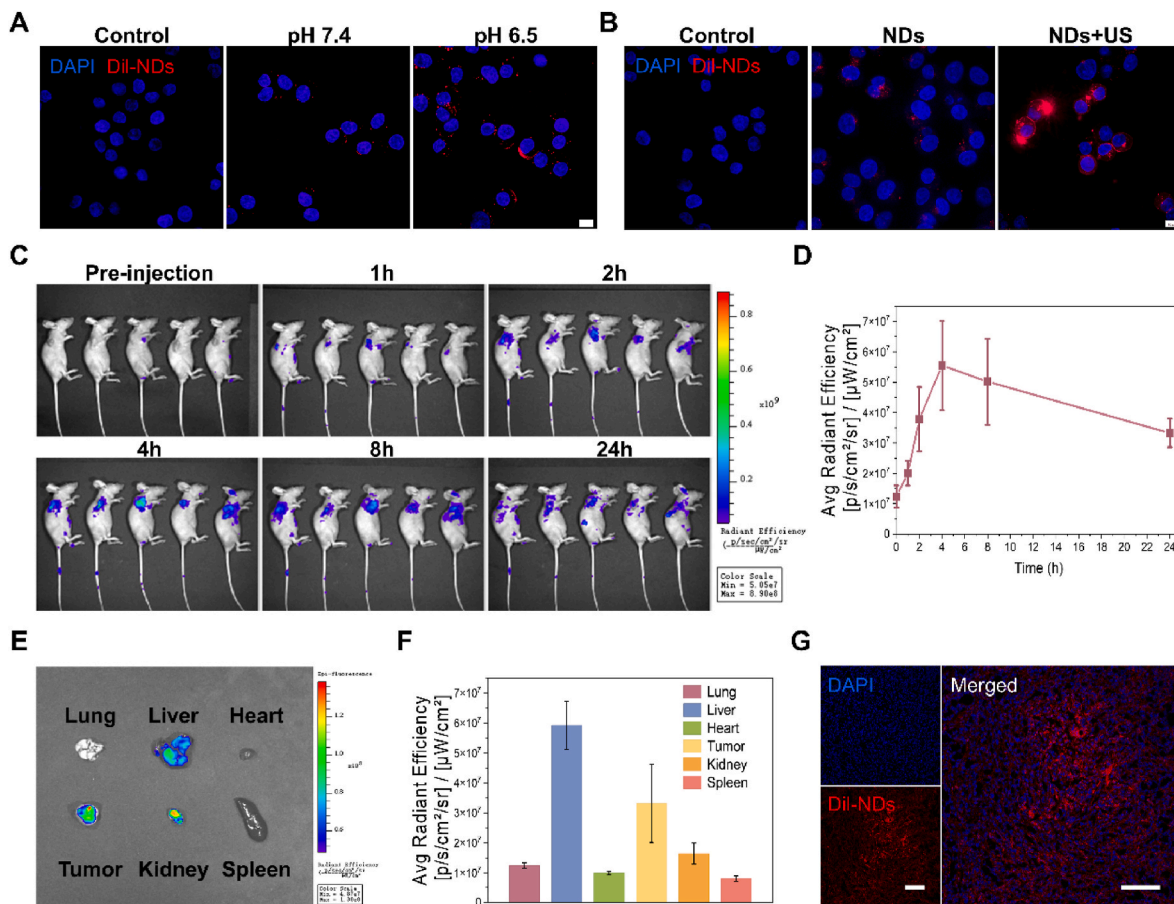 A
Control
pH 7.4
pH 6.5
DAPI Dil-NDs
B
Control
NDs
NDs+US
DAPI Dil-NDs
C
Pre-injection
1h
2h
4h
8h
24h
0.8
0.6
x10⁹
0.4
0.2
Radiant Efficiency
(p/sec/cm²/sr
µW/cm²
Color Scale
Min = 5.05e7
Max = 8.98e8
D
Avg Radiant Efficiency
[p/s/cm²/sr] / [µW/cm²]
7×10⁷
6×10⁷
5×10⁷
4×10⁷
3×10⁷
2×10⁷
1×10⁷
0 2 4 6 8 10 12 14 16 18 20 22 24
Time (h)
E
Lung Liver Heart
Tumor Kidney Spleen
Epi-fluorescence
1.2
1.0
0.8
0.6
Radiant Efficiency
Color Scale
F
Avg Radiant Efficiency
[p/s/cm²/sr] / [µW/cm²]
7×10⁷
6×10⁷
5×10⁷
4×10⁷
3×10⁷
2×10⁷
1×10⁷
0
Lung
Liver
Heart
Tumor
Kidney
Spleen
G
DAPI
Merged
Dil-NDs